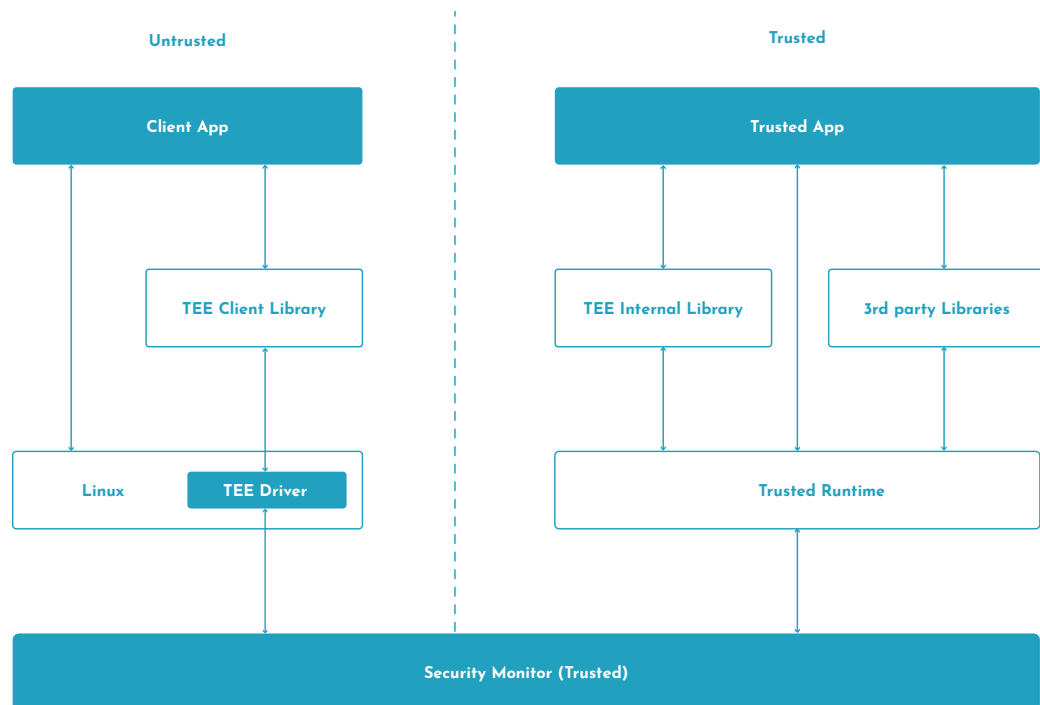 Untrusted
Trusted
Client App
Trusted App
TEE Client Library
TEE Internal Library
3rd party Libraries
Linux
TEE Driver
Trusted Runtime
Security Monitor (Trusted)